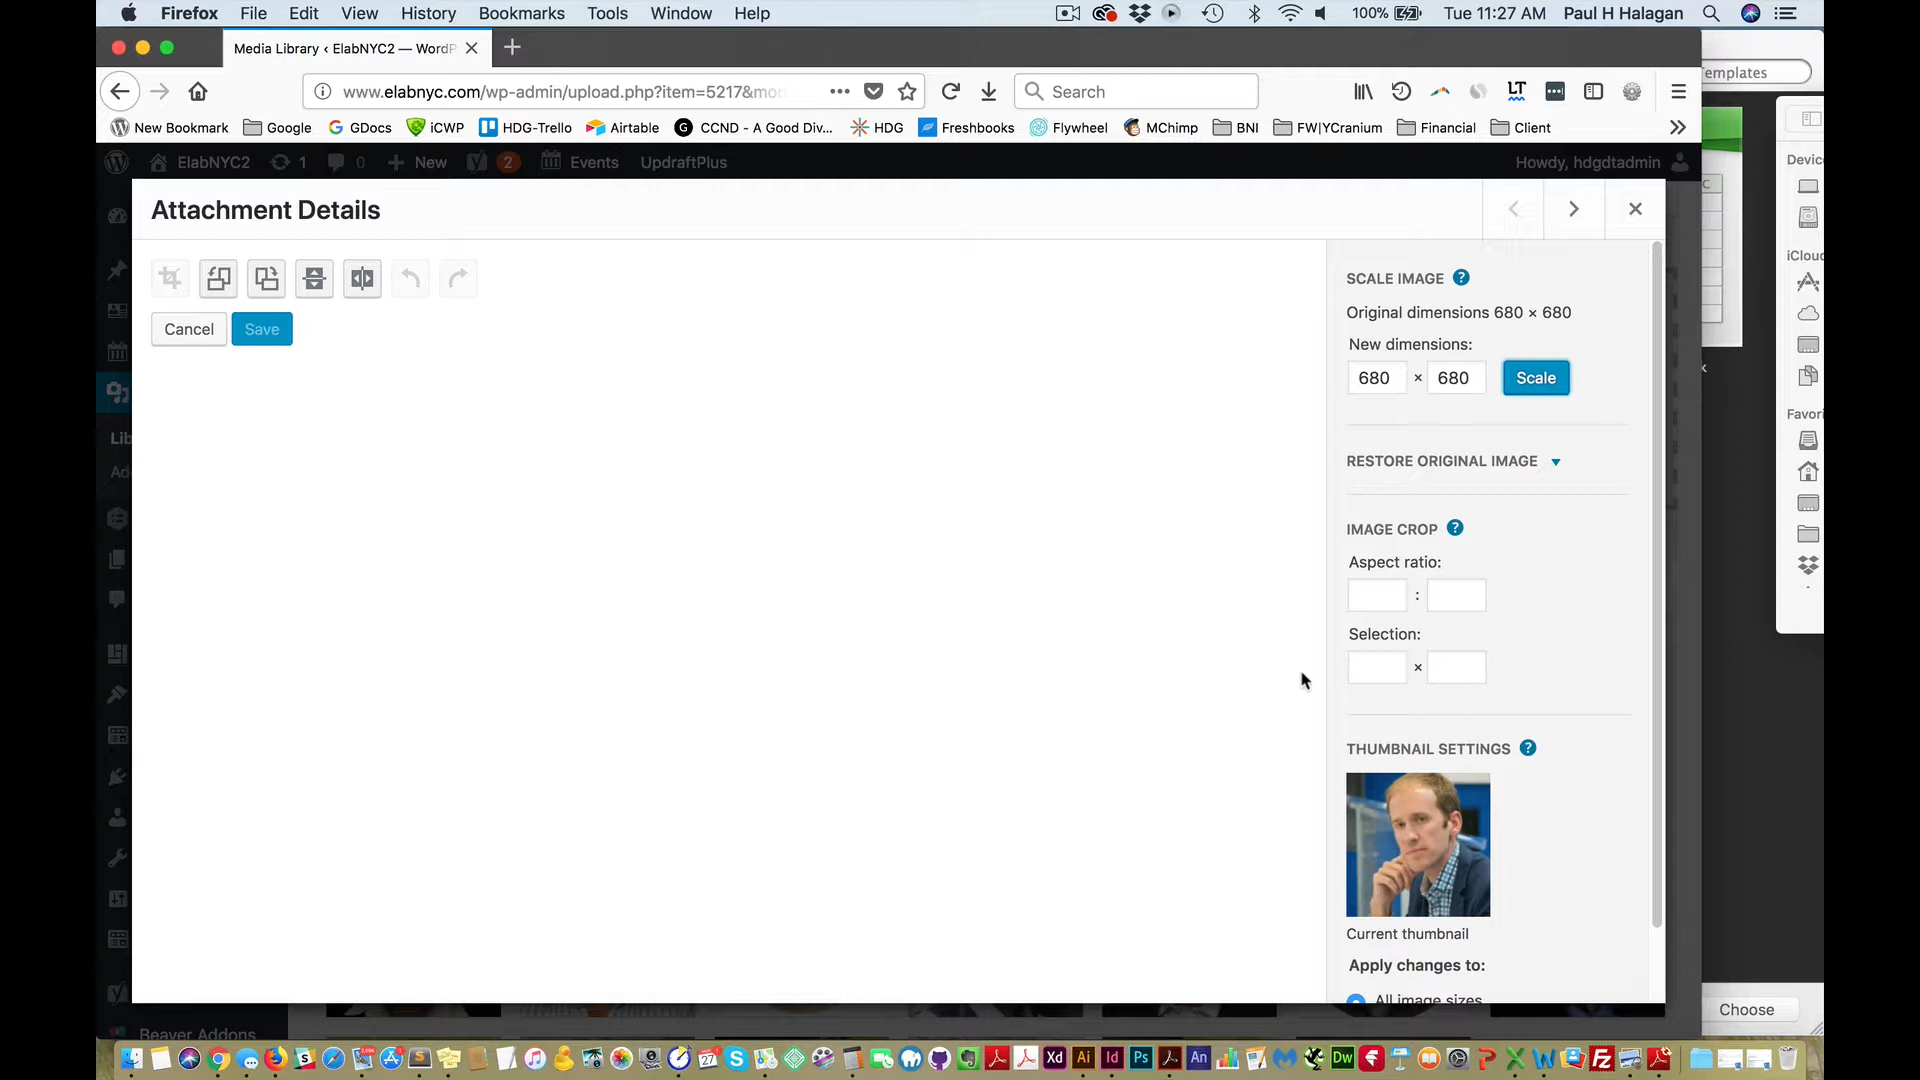 Firefox File Edit View History Bookmarks Tools Window Help 100% Tue 11:27 AM Paul H Halagan
Media Library ‹ ElabNYC2 — WordP
www.elabnyc.com/wp-admin/upload.php?item=5217&mo Search
New Bookmark Google GDocs iCWP HDG-Trello Airtable CCND - A Good Div... HDG Freshbooks Flywheel MChimp BNI FW|YCranium Financial Client
ElabNYC2 1 0 New 2 Events UpdraftPlus Howdy, hdgdtadmin
Attachment Details
Cancel Save
SCALE IMAGE
Original dimensions 680 × 680
New dimensions:
680 × 680 Scale
RESTORE ORIGINAL IMAGE
IMAGE CROP
Aspect ratio:
:
Selection:
×
THUMBNAIL SETTINGS
Current thumbnail
Apply changes to:
All image sizes
Lib
Ad
Beaver Addons
emplates
Devic
iCloud
Favori
Choose